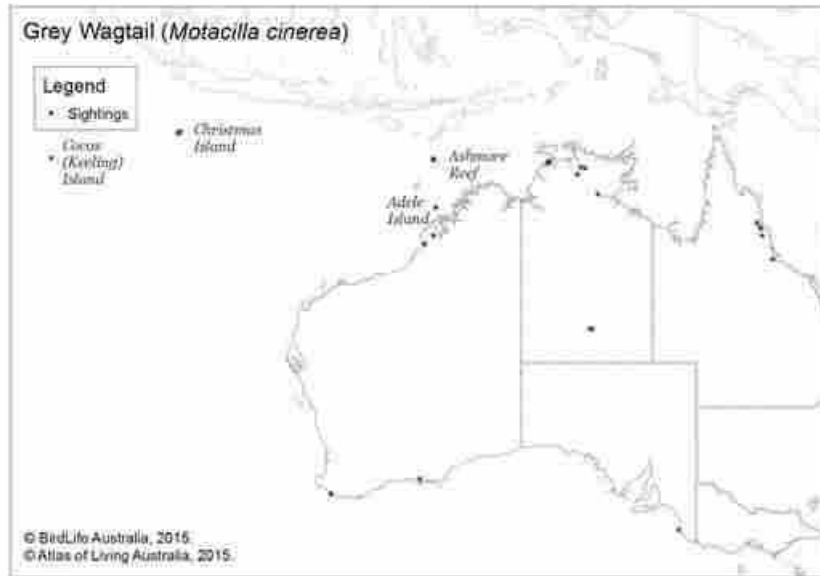 Grey Wagtail (Motacilla cinerea)
Legend
Sightings
Cocos
(Keeling)
Island
Christmas
Island
Ashmore
Reef
Adele
Island
© BirdLife Australia, 2015.
© Atlas of Living Australia, 2015.